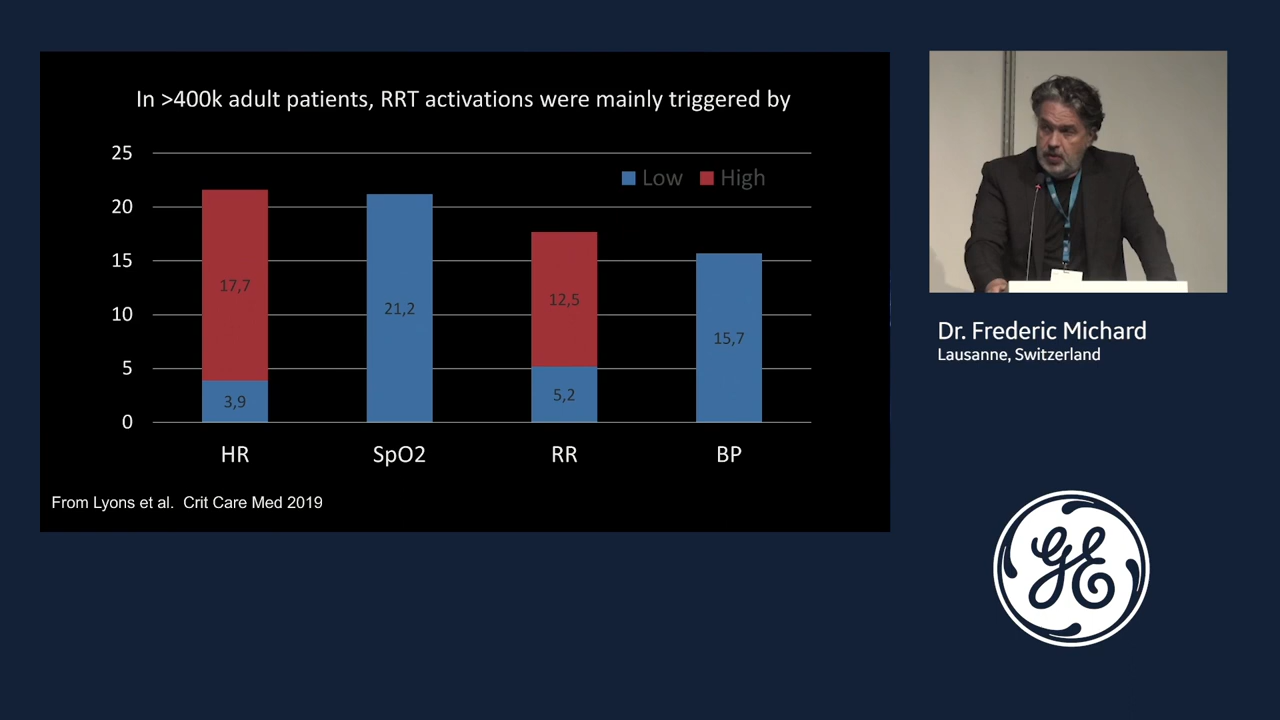 In >400k adult patients, RRT activations were mainly triggered by
25
Low High
20
15
10
5
0
17,7
3,9
21,2
12,5
5,2
15,7
HR SpO2 RR BP
From Lyons et al. Crit Care Med 2019
Dr. Frederic Michard
Lausanne, Switzerland
GE